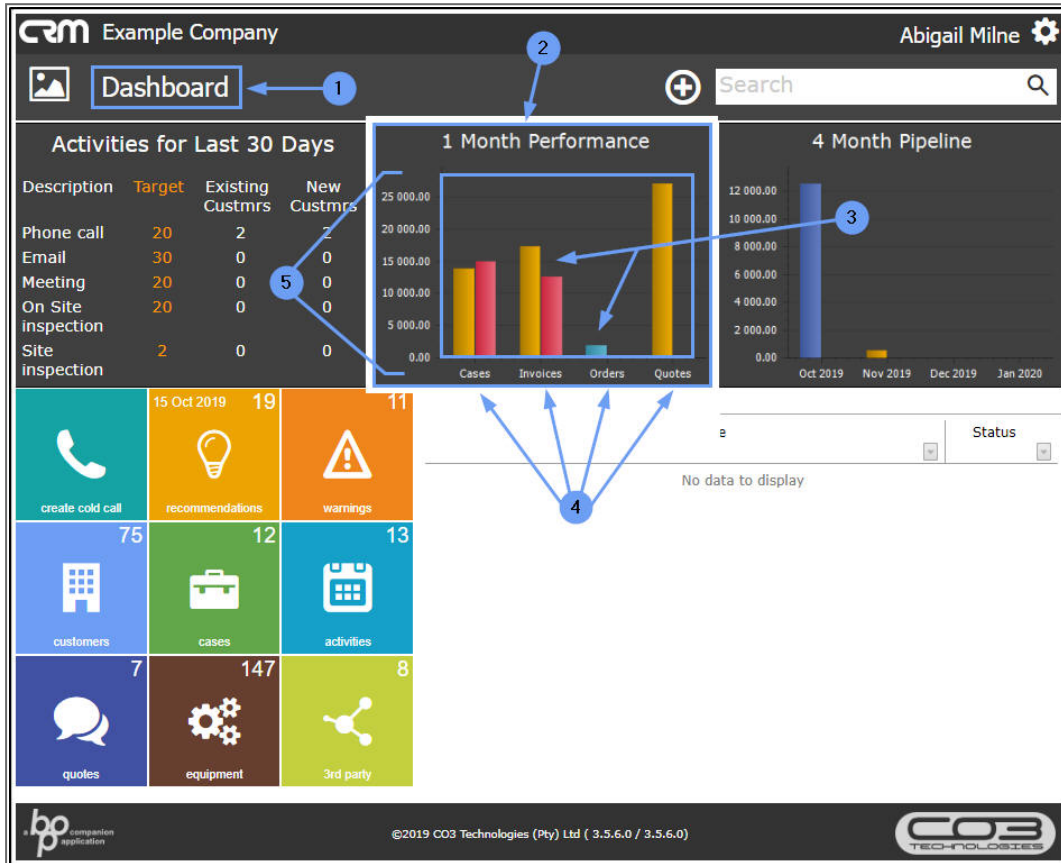 CRM Example Company
Abigail Milne
2
Dashboard
1
Search
Activities for Last 30 Days
Description Target Existing Custmrs New Custmrs
Phone call 20 2 2
Email 30 0 0
Meeting 20 0 0
On Site inspection 20 0 0
Site inspection 2 0 0
5
1 Month Performance
25 000.00
20 000.00
15 000.00
10 000.00
5 000.00
0.00
Cases Invoices Orders Quotes
3
4
4 Month Pipeline
12 000.00
10 000.00
8 000.00
6 000.00
4 000.00
2 000.00
0.00
Oct 2019 Nov 2019 Dec 2019 Jan 2020
create cold call
15 Oct 2019 19
recommendations
11
warnings
75
customers
12
cases
13
activities
7
quotes
147
equipment
8
3rd party
e
Status
No data to display
a bpo companion application
©2019 CO3 Technologies (Pty) Ltd ( 3.5.6.0 / 3.5.6.0)
CO3
TECHNOLOGIES